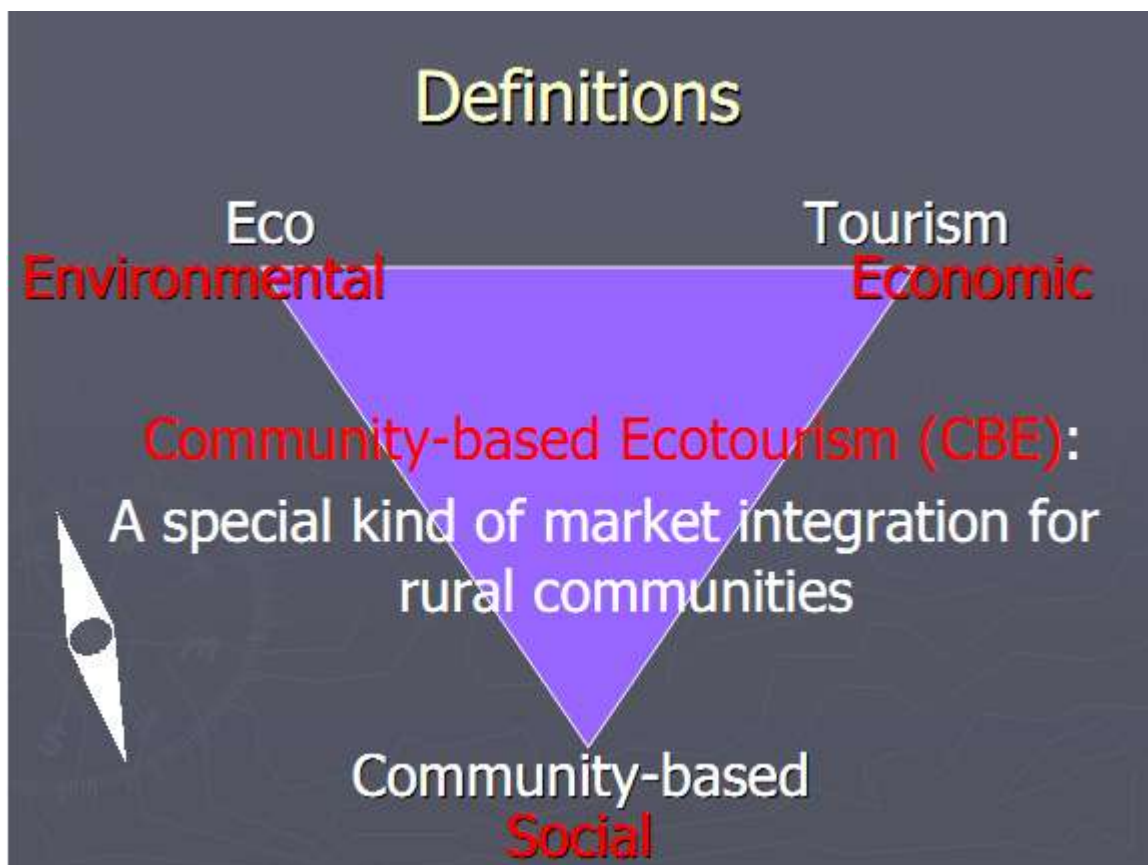 Definitions
Eco
Tourism
Environmental
Economic
Community-based Ecotourism (CBE):
A special kind of market integration for
rural communities
Community-based
Social